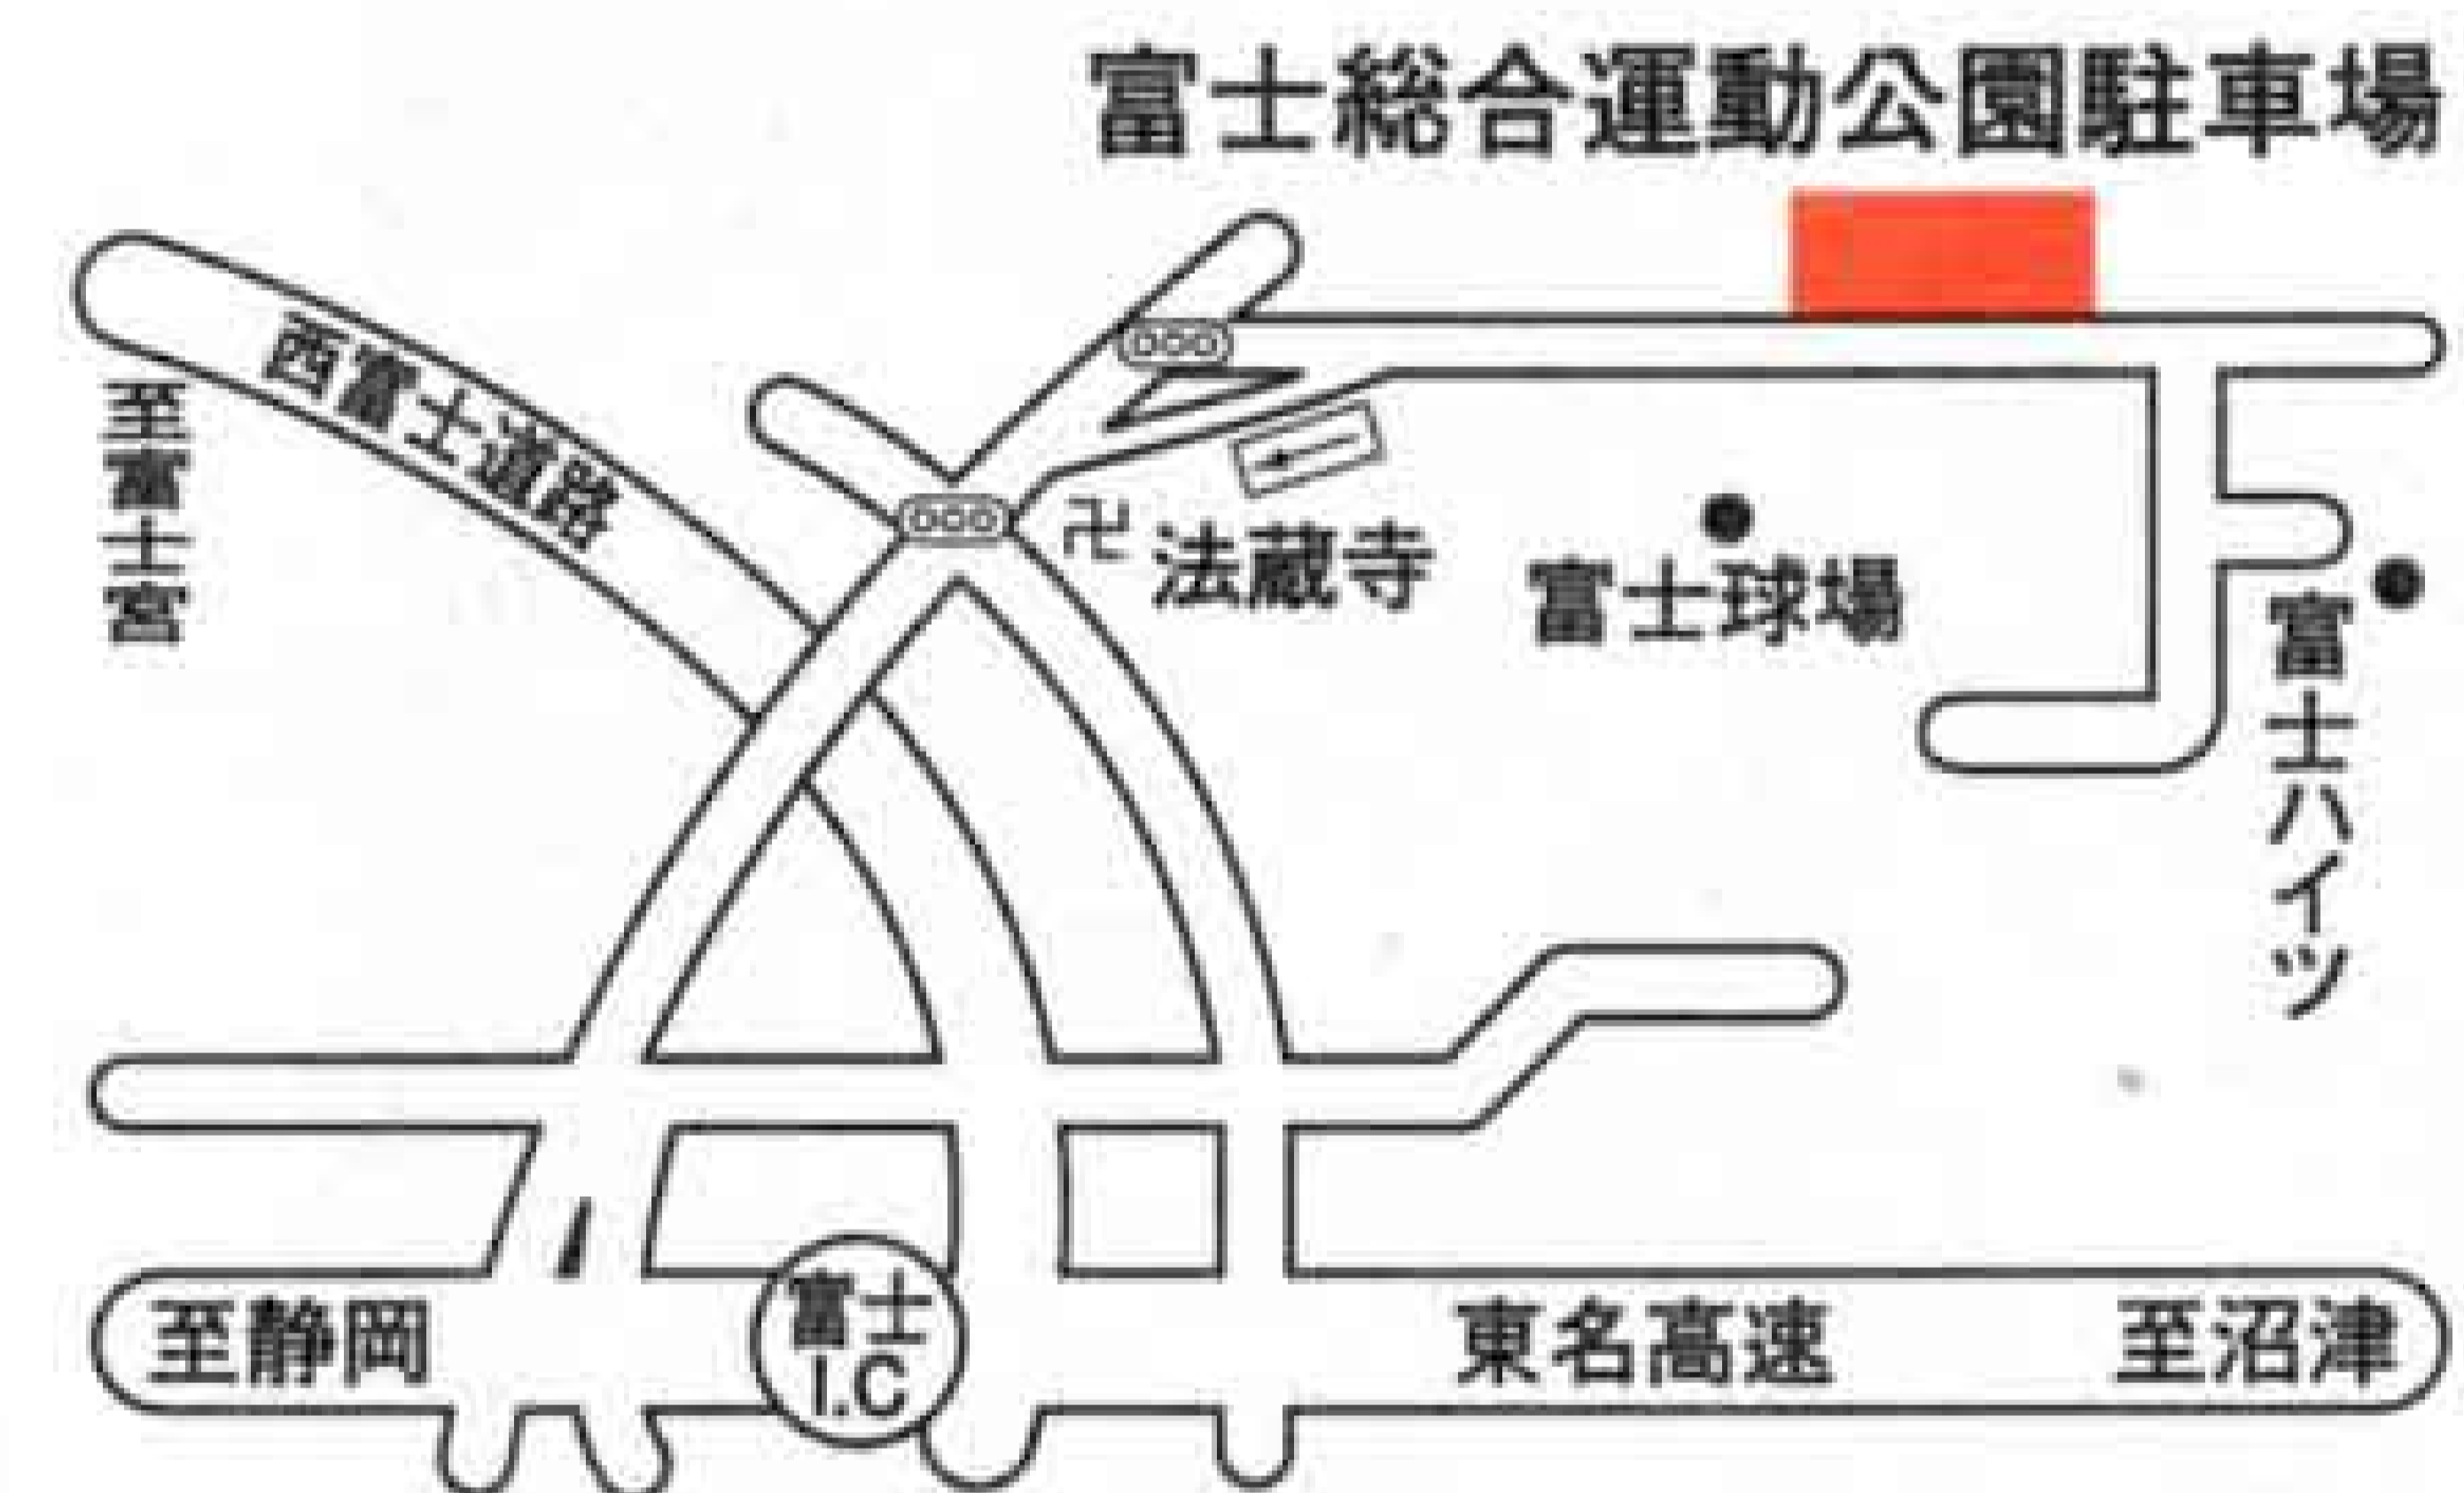 富士総合運動公園駐車場
西富士道路
至富士宮
卍 法蔵寺
富士球場
富士ハイツ
至静岡
富士
I.C
東名高速
至沼津